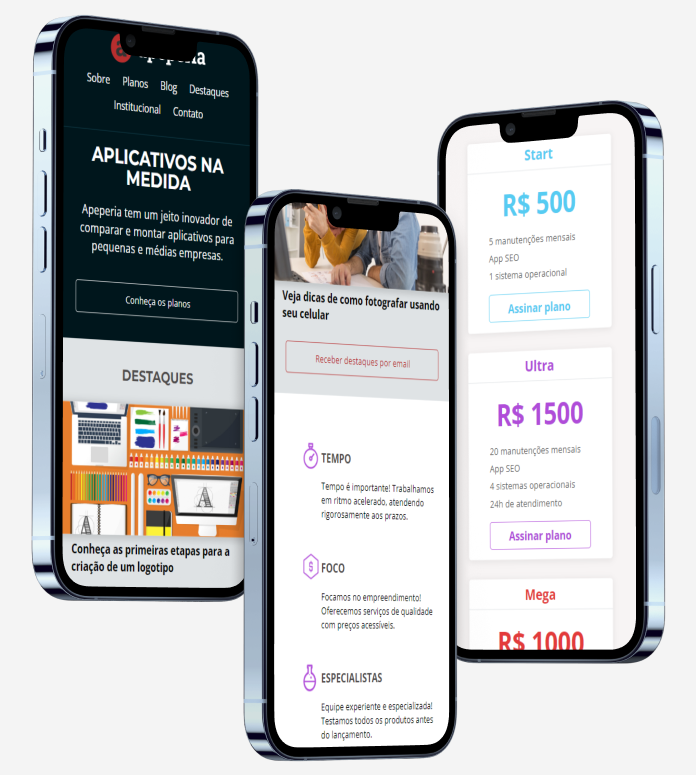 apeperia
Sobre Planos Blog Destaques
Institucional Contato
APLICATIVOS NA
MEDIDA
Apeperia tem um jeito inovador de
comparar e montar aplicativos para
pequenas e médias empresas.
Conheça os planos
DESTAQUES
A
A
Conheça as primeiras etapas para a
criação de um logotipo
Veja dicas de como fotografar usando
seu celular
Receber destaques por email
TEMPO
Tempo é importante! Trabalhamos
em ritmo acelerado, atendendo
rigorosamente aos prazos.
$
FOCO
Focamos no empreendimento!
Oferecemos serviços de qualidade
com preços acessíveis.
ESPECIALISTAS
Equipe experiente e especializada!
Testamos todos os produtos antes
do lançamento.
Start
R$ 500
5 manutenções mensais
App SEO
1 sistema operacional
Assinar plano
Ultra
R$ 1500
20 manutenções mensais
App SEO
4 sistemas operacionais
24h de atendimento
Assinar plano
Mega
R$ 1000